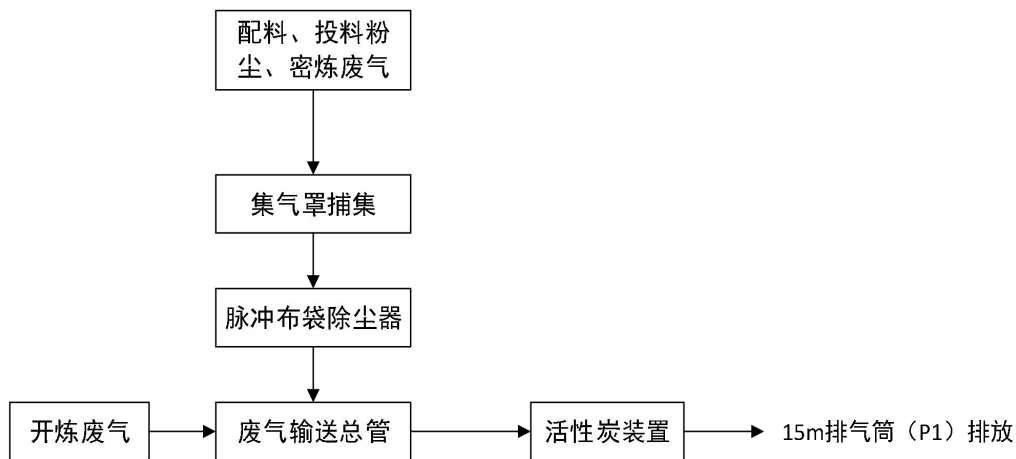 配料、投料粉
尘、密炼废气
集气罩捕集
脉冲布袋除尘器
开炼废气
废气输送总管
活性炭装置
15m排气筒（P1）排放